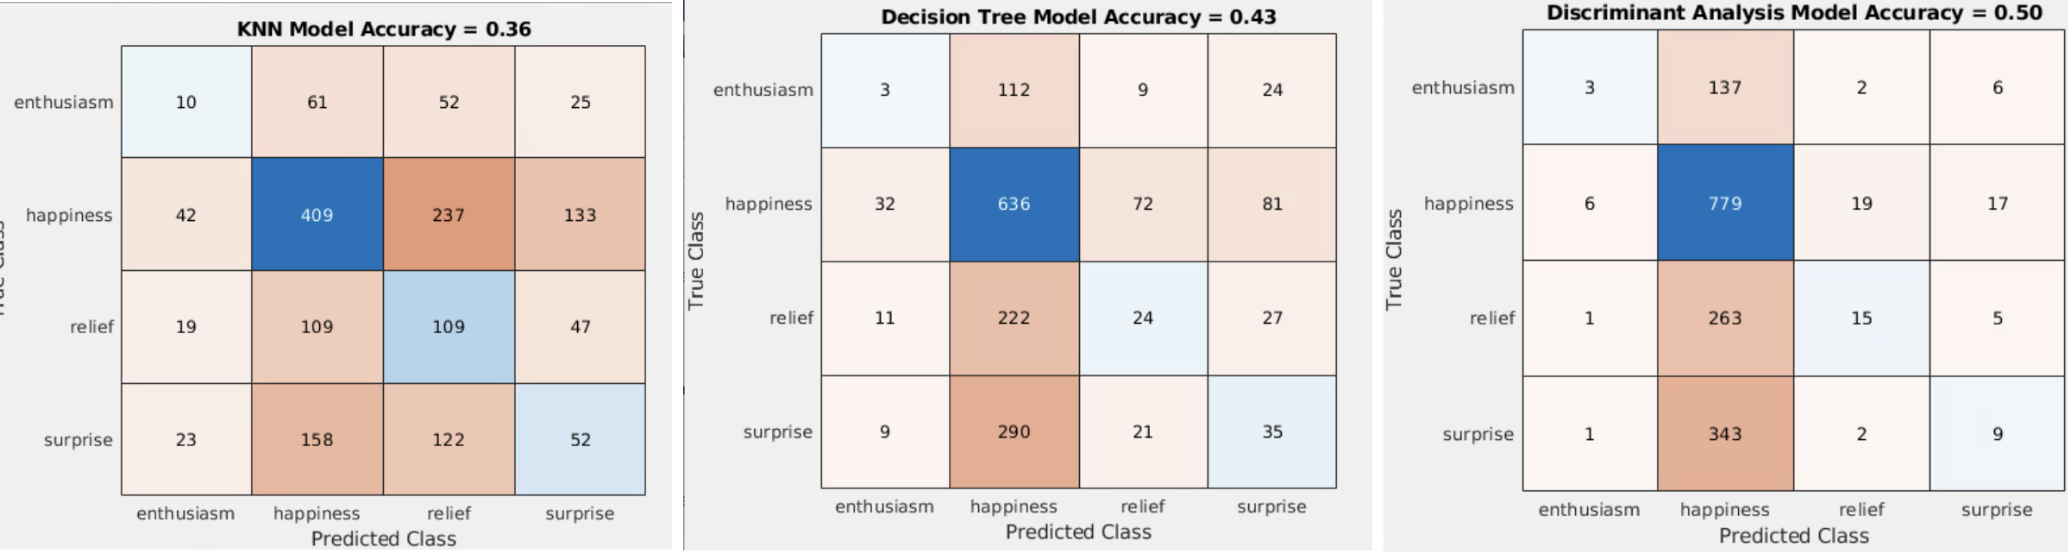 KNN Model Accuracy = 0.36
enthusiasm 10 61 52 25
happiness 42 409 237 133
relief 19 109 109 47
surprise 23 158 122 52
enthusiasm happiness relief surprise
Predicted Class
Decision Tree Model Accuracy = 0.43
True Class
enthusiasm 3 112 9 24
happiness 32 636 72 81
relief 11 222 24 27
surprise 9 290 21 35
enthusiasm happiness relief surprise
Predicted Class
Discriminant Analysis Model Accuracy = 0.50
True Class
enthusiasm 3 137 2 6
happiness 6 779 19 17
relief 1 263 15 5
surprise 1 343 2 9
enthusiasm happiness relief surprise
Predicted Class